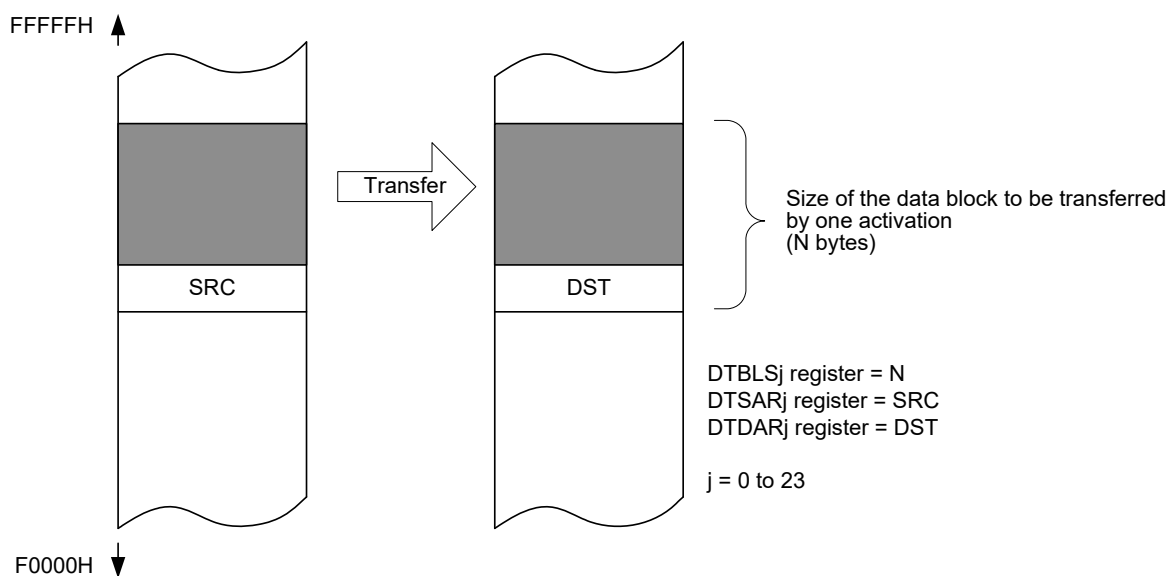 FFFFFH
Transfer
Size of the data block to be transferred
by one activation
(N bytes)
SRC
DST
DTBLSj register = N
DTSARj register = SRC
DTDARj register = DST
j = 0 to 23
F0000H